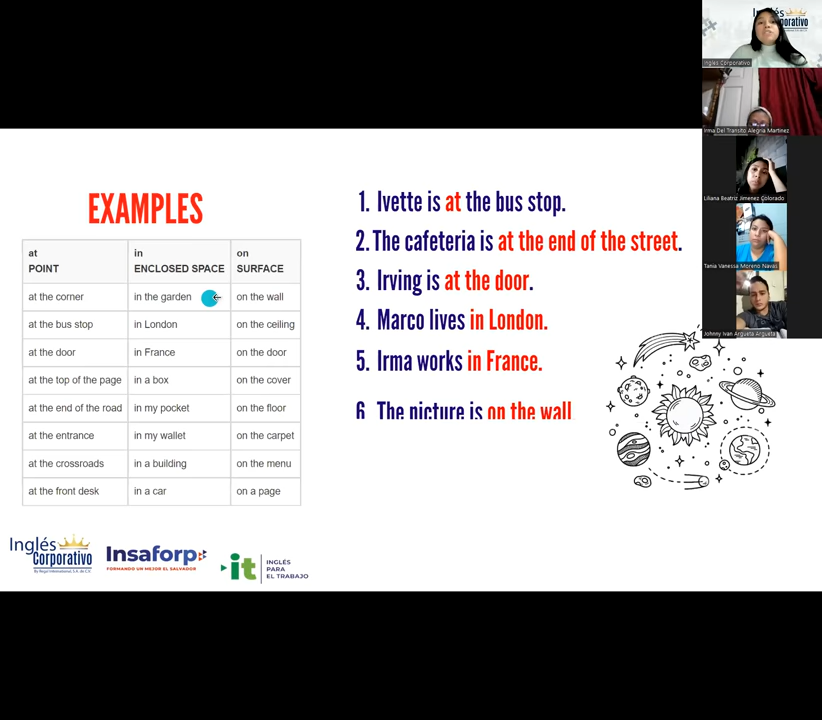 EXAMPLES
at in on
POINT ENCLOSED SPACE SURFACE
at the corner in the garden on the wall
at the bus stop in London on the ceiling
at the door in France on the door
at the top of the page in a box on the cover
at the end of the road in my pocket on the floor
at the entrance in my wallet on the carpet
at the crossroads in a building on the menu
at the front desk in a car on a page
1. Ivette is at the bus stop.
2. The cafeteria is at the end of the street.
3. Irving is at the door.
4. Marco lives in London.
5. Irma works in France.
6 The picture is on the wall
Inglés
Corporativo
Insaforp
FORMANDO UN MEJOR EL SALVADOR
it
INGLÉS
PARA
EL TRABAJO
Inglés Corporativo
Irma Del Transito Alegria Martinez
Liliana Beatriz Jimenez Colorado
Tania Vanessa Moreno Navas
Johnny Ivan Argueta Argueta